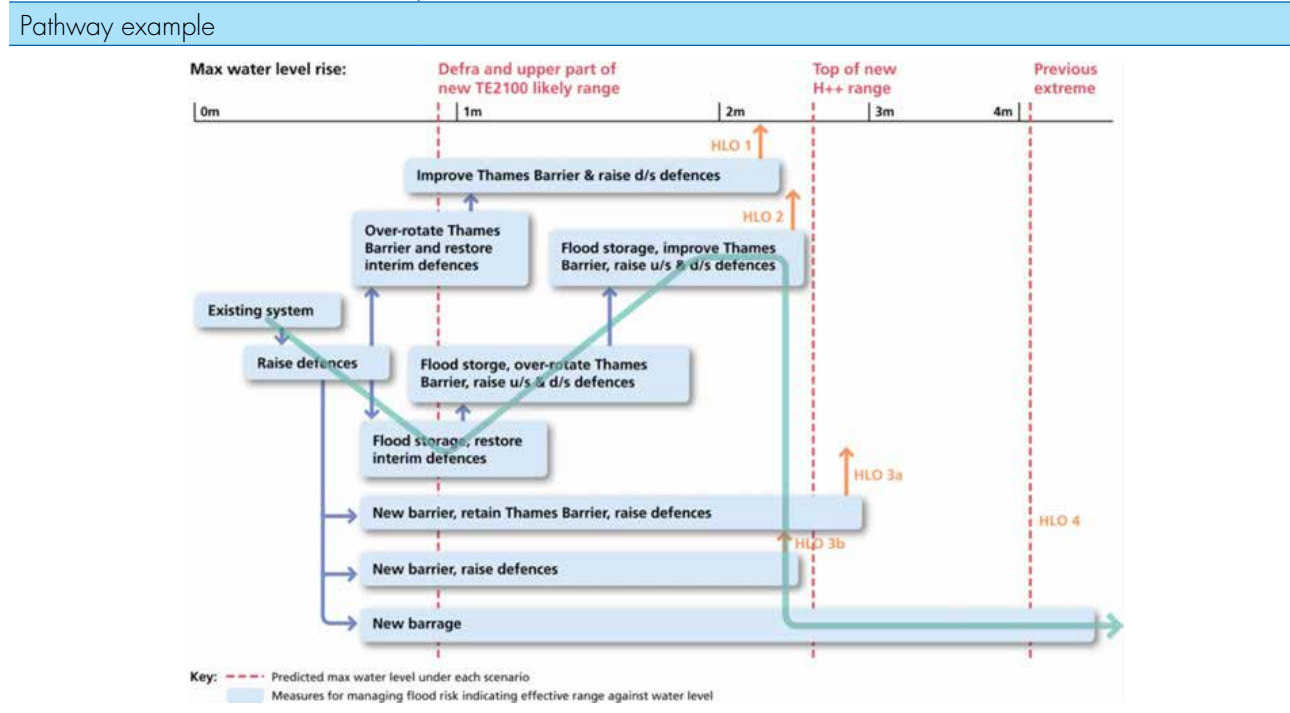 Pathway example
Max water level rise:
Defra and upper part of
new TE2100 likely range
Top of new
H++ range
Previous
extreme
0m
1m
2m
3m
4m
HLO 1
Improve Thames Barrier & raise d/s defences
HLO 2
Over-rotate Thames
Barrier and restore
interim defences
Flood storage, improve Thames
Barrier, raise u/s & d/s defences
Existing system
Raise defences
Flood storge, over-rotate Thames
Barrier, raise u/s & d/s defences
Flood storage, restore
interim defences
HLO 3a
New barrier, retain Thames Barrier, raise defences
HLO 4
HLO 3b
New barrier, raise defences
New barrage
Key:
Predicted max water level under each scenario
Measures for managing flood risk indicating effective range against water level